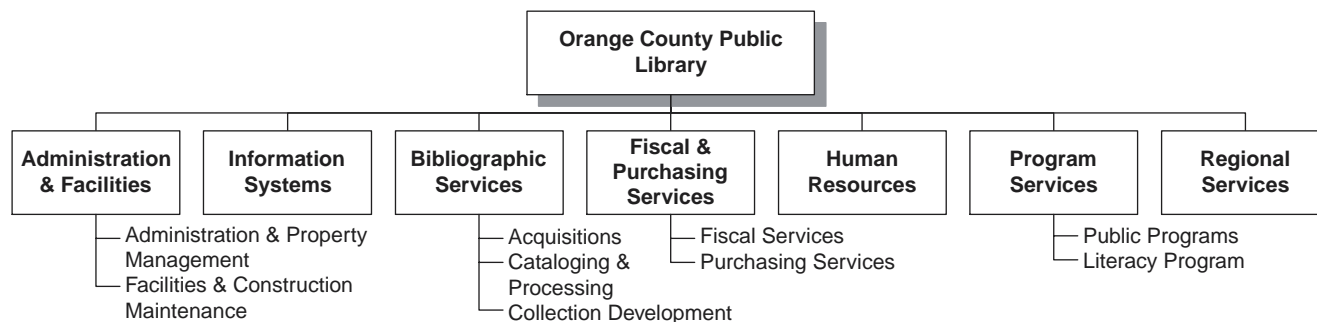 Orange County Public
Library
Administration
& Facilities
Information
Systems
Bibliographic
Services
Fiscal &
Purchasing
Services
Human
Resources
Program
Services
Regional
Services
Administration & Property
Management
Facilities & Construction
Maintenance
Acquisitions
Cataloging &
Processing
Collection Development
Fiscal Services
Purchasing Services
Public Programs
Literacy Program